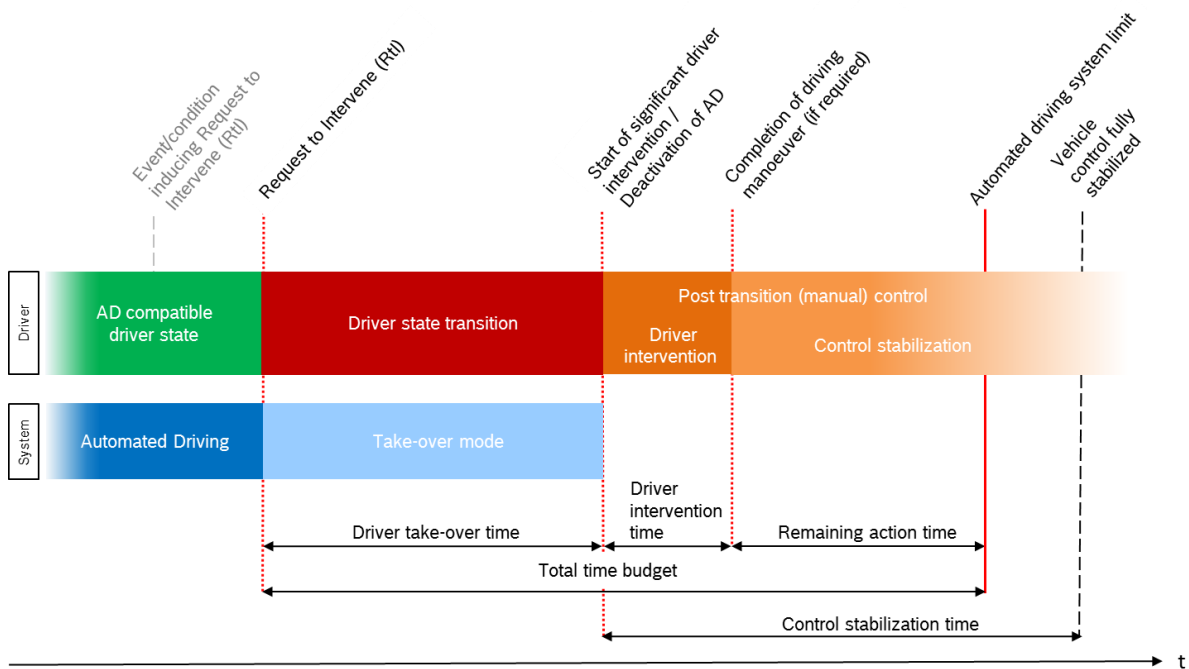 Event/condition
inducing Request to
Intervene (RtI)
Request to Intervene (RtI)
Start of significant driver
intervention /
Deactivation of AD
Completion of driving
manoeuver (if required)
Automated driving system limit
Vehicle
control fully
stabilized
Driver
AD compatible
driver state
Driver state transition
Post transition (manual) control
Driver
intervention
Control stabilization
System
Automated Driving
Take-over mode
Driver
intervention
time
Driver take-over time
Remaining action time
Total time budget
Control stabilization time
t